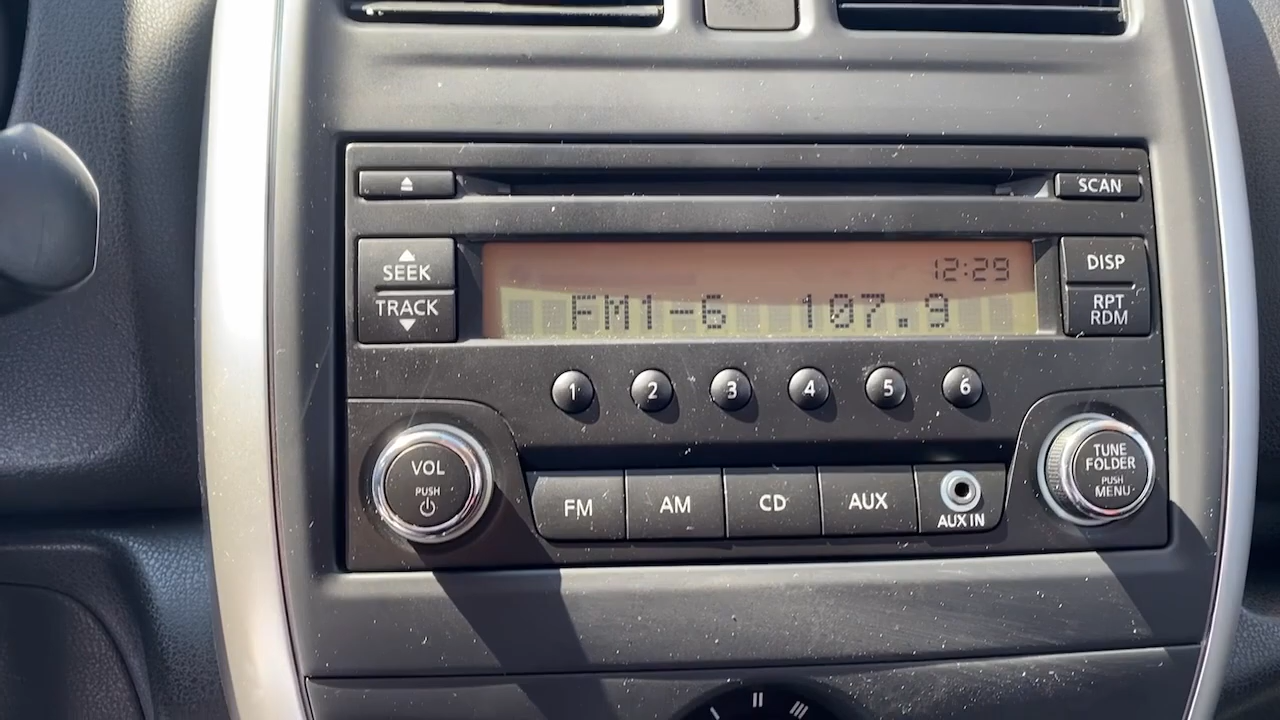 SCAN
SEEK
TRACK
12:29
FM1-6 107.9
DISP
RPT
RDM
1 2 3 4 5 6
VOL
PUSH
FM AM CD AUX
AUX IN
TUNE
FOLDER
PUSH
MENU